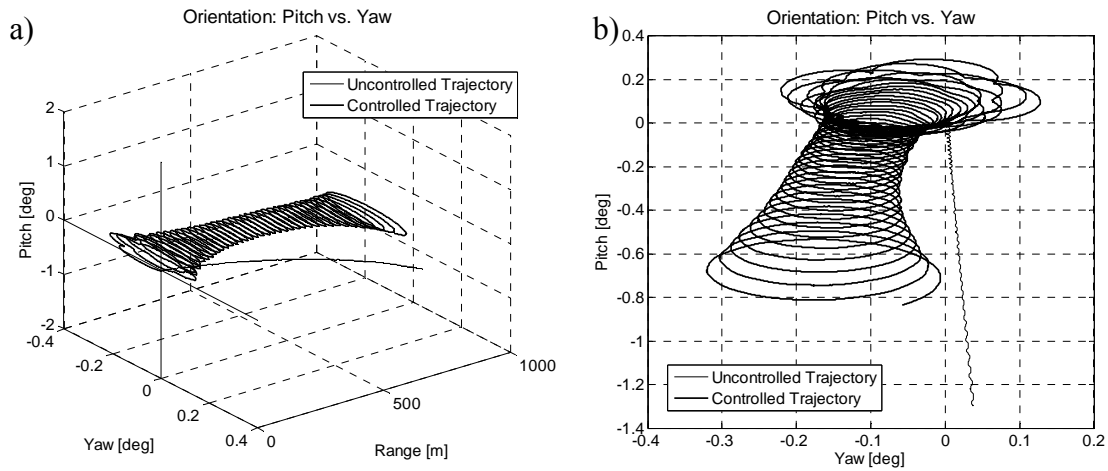 a)
Orientation: Pitch vs. Yaw
Uncontrolled Trajectory
Controlled Trajectory
2
1
0
-1
-2
Pitch [deg]
-0.4
-0.2
0
0.2
0.4
Yaw [deg]
0
500
1000
Range [m]
b)
Orientation: Pitch vs. Yaw
0.4
0.2
0
-0.2
-0.4
-0.6
-0.8
-1
-1.2
-1.4
Pitch [deg]
Uncontrolled Trajectory
Controlled Trajectory
-0.4
-0.3
-0.2
-0.1
0
0.1
0.2
Yaw [deg]